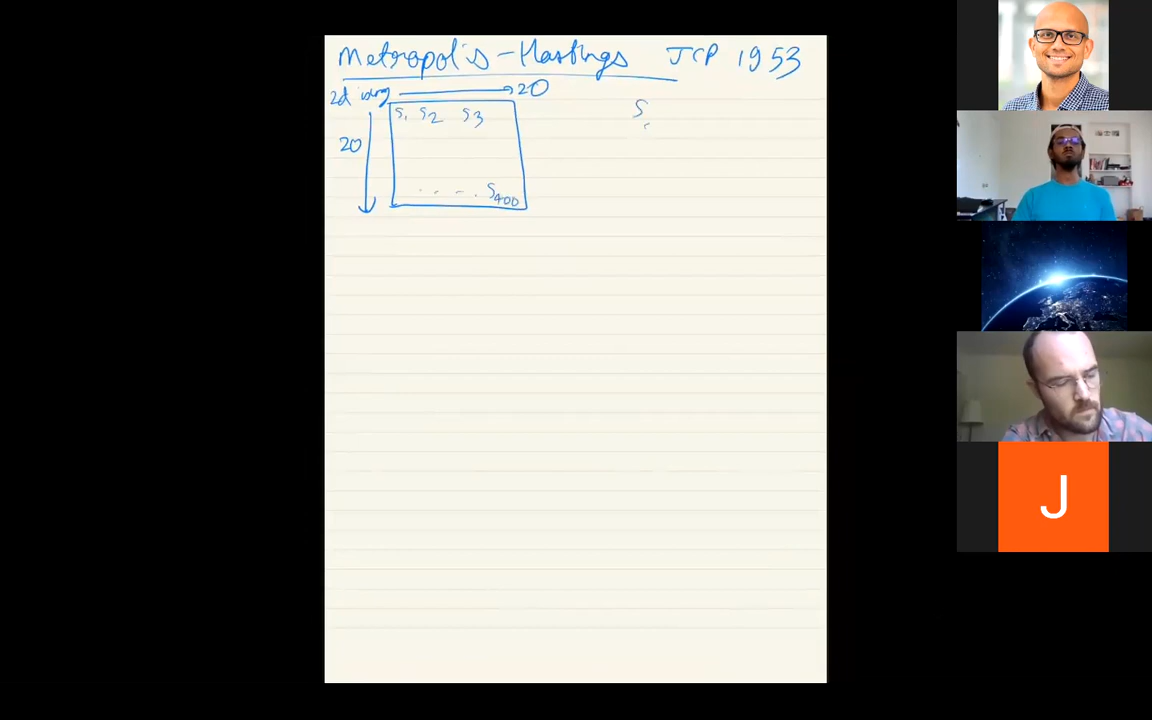 Metropolis-Hastings JCP 1953
2d ising 20
20
S1 S2 S3
.. .. S400
S
J